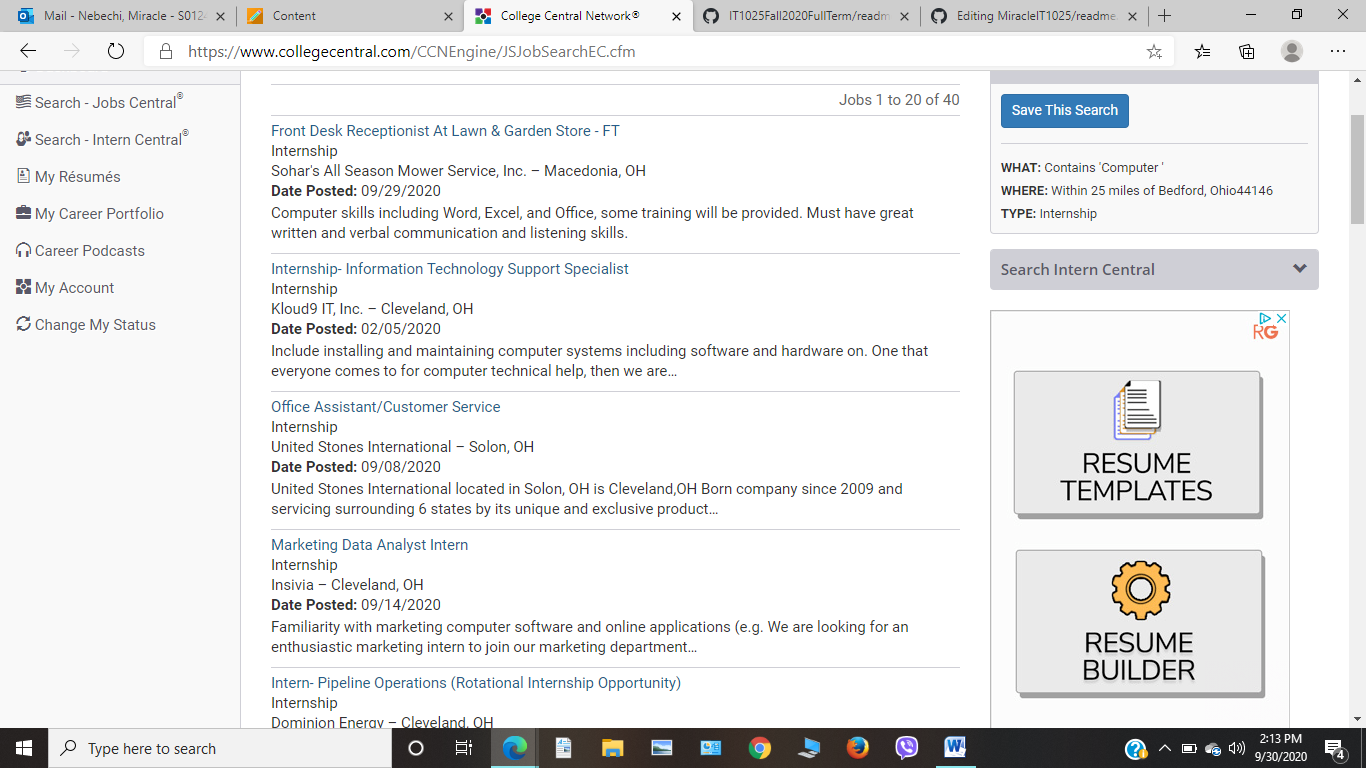 Mail - Nebechi, Miracle - S012
Content
College Central Network®
IT1025Fall2020FullTerm/readm
Editing MiracleIT1025/readme.
https://www.collegecentral.com/CCNEngine/JSJobSearchEC.cfm
Search - Jobs Central®
Search - Intern Central®
My Résumés
My Career Portfolio
Career Podcasts
My Account
Change My Status
Jobs 1 to 20 of 40
Front Desk Receptionist At Lawn & Garden Store - FT
Internship
Sohar's All Season Mower Service, Inc. – Macedonia, OH
Date Posted: 09/29/2020
Computer skills including Word, Excel, and Office, some training will be provided. Must have great
written and verbal communication and listening skills.
Internship- Information Technology Support Specialist
Internship
Kloud9 IT, Inc. – Cleveland, OH
Date Posted: 02/05/2020
Include installing and maintaining computer systems including software and hardware on. One that
everyone comes to for computer technical help, then we are...
Office Assistant/Customer Service
Internship
United Stones International – Solon, OH
Date Posted: 09/08/2020
United Stones International located in Solon, OH is Cleveland,OH Born company since 2009 and
servicing surrounding 6 states by its unique and exclusive product...
Marketing Data Analyst Intern
Internship
Insivia – Cleveland, OH
Date Posted: 09/14/2020
Familiarity with marketing computer software and online applications (e.g. We are looking for an
enthusiastic marketing intern to join our marketing department...
Intern- Pipeline Operations (Rotational Internship Opportunity)
Internship
Dominion Energy – Cleveland, OH
Save This Search
WHAT: Contains 'Computer '
WHERE: Within 25 miles of Bedford, Ohio44146
TYPE: Internship
Search Intern Central
RG
RESUME
TEMPLATES
RESUME
BUILDER
Type here to search
2:13 PM
9/30/2020
4